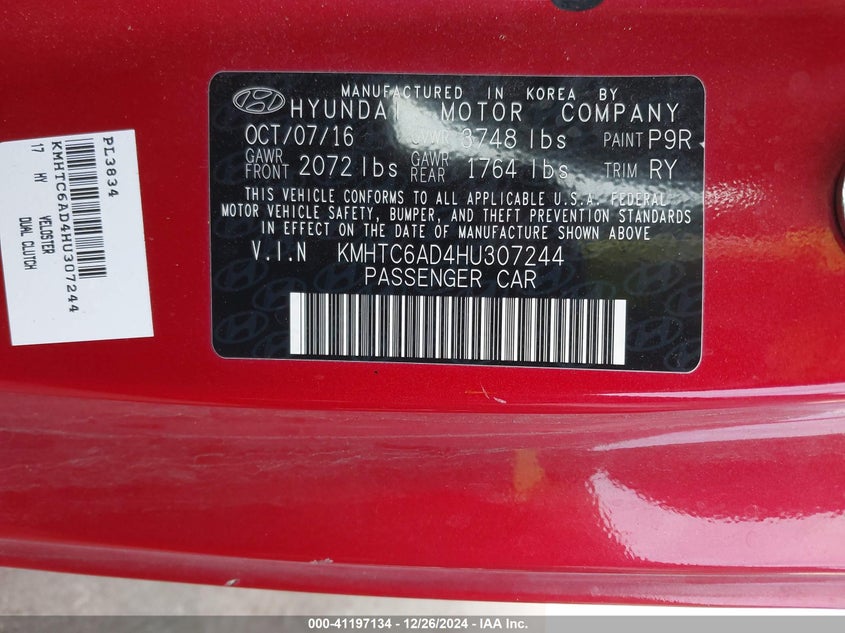 MANUFACTURED IN KOREA BY
HYUNDAI MOTOR COMPANY
OCT/07/16 GVWR 3748 lbs PAINT P9R
GAWR FRONT 2072 lbs GAWR REAR 1764 lbs TRIM RY
THIS VEHICLE CONFORMS TO ALL APPLICABLE U.S.A. FEDERAL
MOTOR VEHICLE SAFETY, BUMPER, AND THEFT PREVENTION STANDARDS
IN EFFECT ON THE DATE OF MANUFACTURE SHOWN ABOVE
V.I.N KMHTC6AD4HU307244
PASSENGER CAR
PL3834
KMHTC6AD4HU307244
17 MY VELOSTER
DUAL CLUTCH
000-41197134 - 12/26/2024 - IAA Inc.